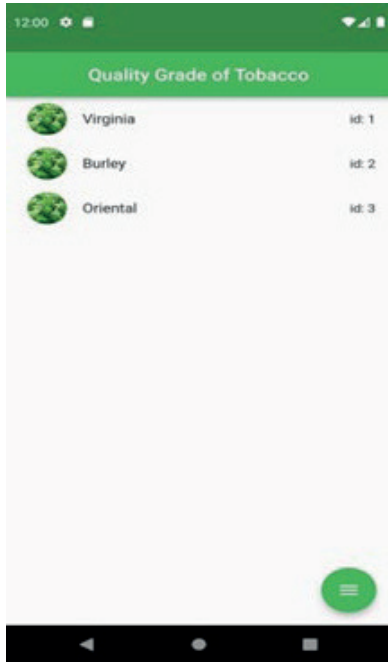 12:00
Quality Grade of Tobacco
Virginia id: 1
Burley id: 2
Oriental id: 3